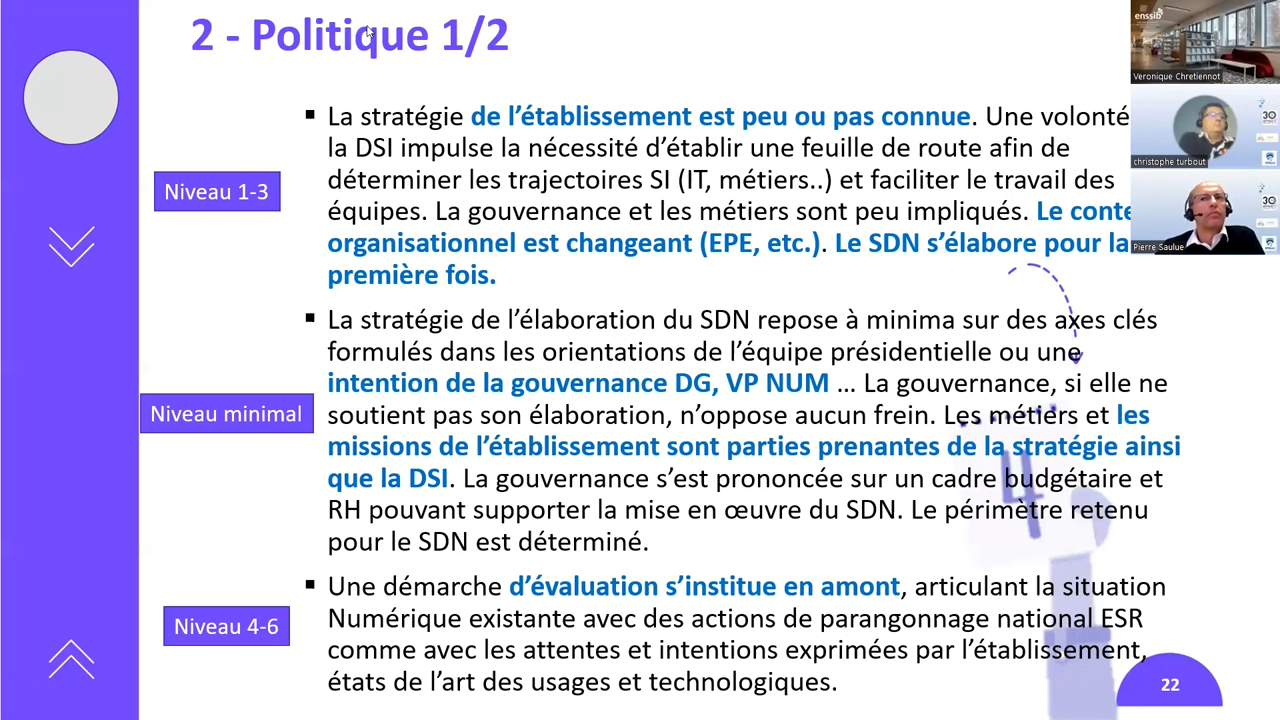 2 - Politique 1/2
enssib
Veronique Chretiennot
30
christophe turbout
30
Pierre Saulue
Niveau 1-3
La stratégie de l’établissement est peu ou pas connue. Une volonté
la DSI impulse la nécessité d’établir une feuille de route afin de
déterminer les trajectoires SI (IT, métiers..) et faciliter le travail des
équipes. La gouvernance et les métiers sont peu impliqués. Le conte
organisationnel est changeant (EPE, etc.). Le SDN s’élabore pour la
première fois.
Niveau minimal
La stratégie de l’élaboration du SDN repose à minima sur des axes clés
formulés dans les orientations de l’équipe présidentielle ou une
intention de la gouvernance DG, VP NUM … La gouvernance, si elle ne
soutient pas son élaboration, n’oppose aucun frein. Les métiers et les
missions de l’établissement sont parties prenantes de la stratégie ainsi
que la DSI. La gouvernance s’est prononcée sur un cadre budgétaire et
RH pouvant supporter la mise en œuvre du SDN. Le périmètre retenu
pour le SDN est déterminé.
4
Niveau 4-6
Une démarche d’évaluation s’institue en amont, articulant la situation
Numérique existante avec des actions de parangonnage national ESR
comme avec les attentes et intentions exprimées par l’établissement,
états de l’art des usages et technologiques.
22